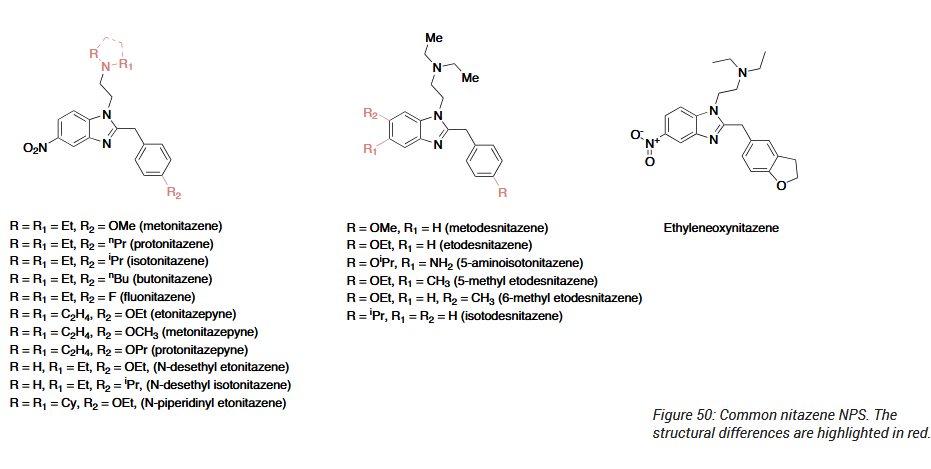 R
N
R₁
N
N
O₂N
R₂
R = R₁ = Et, R₂ = OMe (metonitazene)
R = R₁ = Et, R₂ = ⁿPr (protonitazene)
R = R₁ = Et, R₂ = ⁱPr (isotonitazene)
R = R₁ = Et, R₂ = ⁿBu (butonitazene)
R = R₁ = Et, R₂ = F (fluonitazene)
R = R₁ = C₂H₄, R₂ = OEt (etonitazepyne)
R = R₁ = C₂H₄, R₂ = OCH₃ (metonitazepyne)
R = R₁ = C₂H₄, R₂ = OPr (protonitazepyne)
R = H, R₁ = Et, R₂ = OEt, (N-desethyl etonitazene)
R = H, R₁ = Et, R₂ = ⁱPr, (N-desethyl isotonitazene)
R = R₁ = Cy, R₂ = OEt, (N-piperidinyl etonitazene)
Me
N
Me
R₂
N
R₁
N
R
R = OMe, R₁ = H (metodesnitazene)
R = OEt, R₁ = H (etodesnitazene)
R = OⁱPr, R₁ = NH₂ (5-aminoisotonitazene)
R = OEt, R₁ = CH₃ (5-methyl etodesnitazene)
R = OEt, R₁ = H, R₂ = CH₃ (6-methyl etodesnitazene)
R = ⁱPr, R₁ = R₂ = H (isotodesnitazene)
N
N
O⁻
N⁺
N
O
O
Ethyleneoxynitazene
Figure 50: Common nitazene NPS. The
structural differences are highlighted in red.